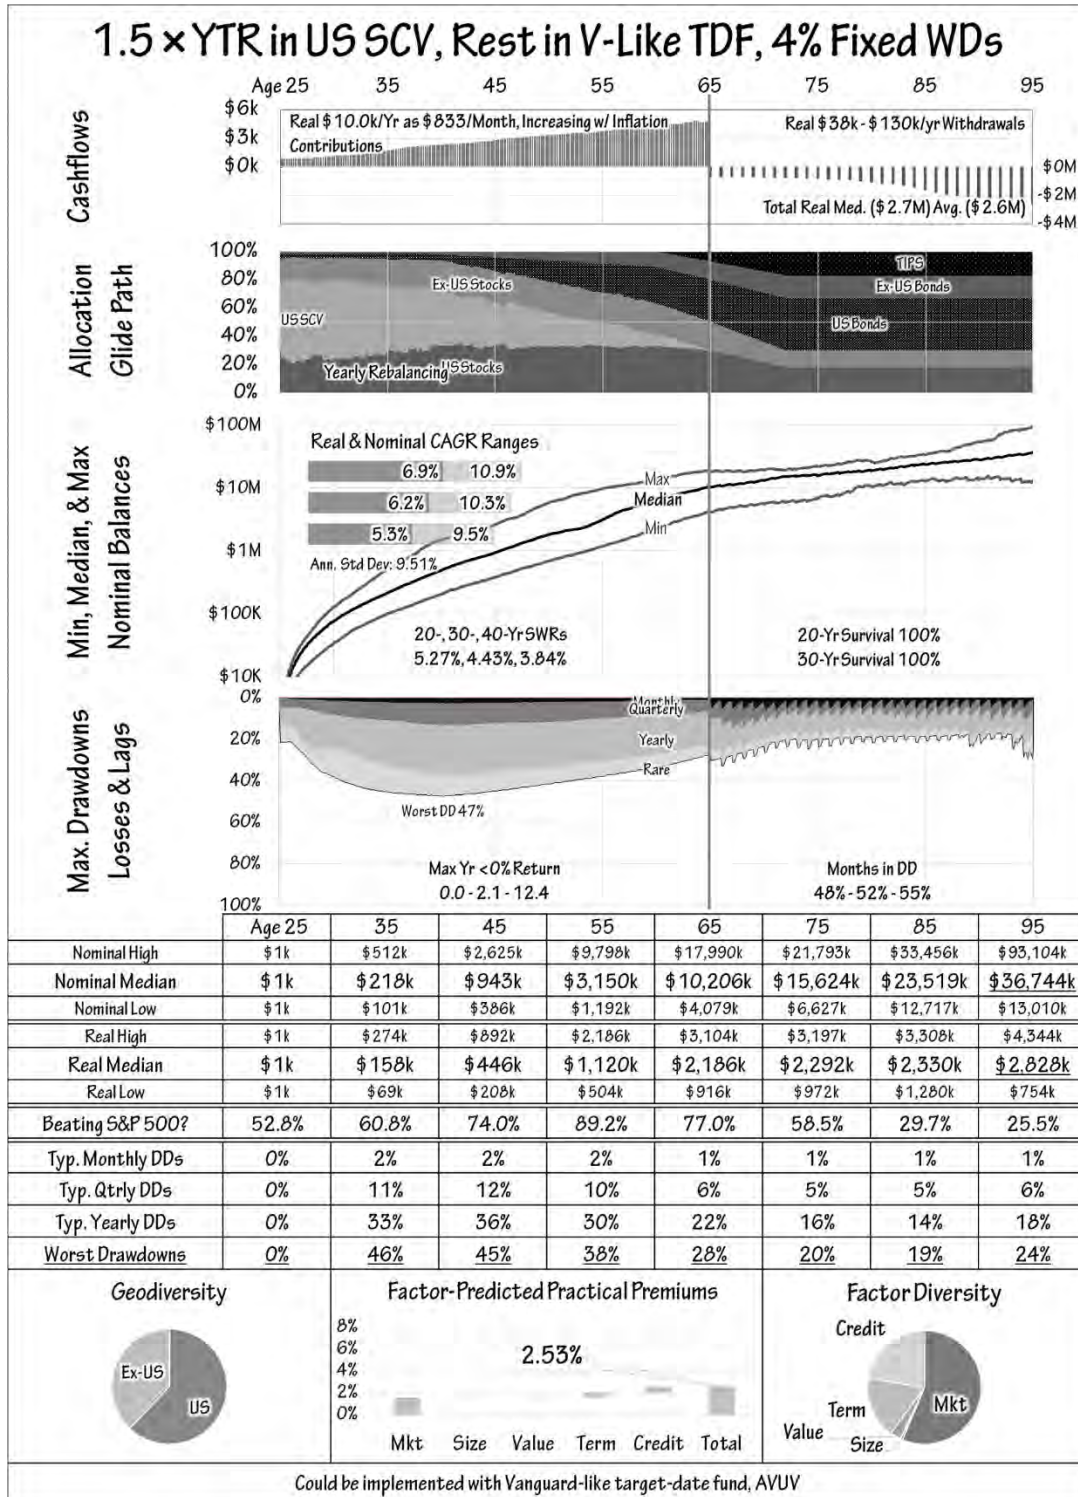 1.5 × YTR in US SCV, Rest in V-Like TDF, 4% Fixed WDs
Age 25 35 45 55 65 75 85 95
Cashflows
$6k
$3k
$0k
Real $10.0k/Yr as $833/Month, Increasing w/ Inflation
Contributions
Real $38k - $130k/yr Withdrawals
Total Real Med. ($2.7M) Avg. ($2.6M)
$0M
-$2M
-$4M
Allocation
Glide Path
100%
80%
60%
40%
20%
0%
TIPS
Ex-US Bonds
US Bonds
Ex-US Stocks
US SCV
US Stocks
Yearly Rebalancing
Min, Median, & Max
Nominal Balances
$100M
$10M
$1M
$100K
$10K
Real & Nominal CAGR Ranges
6.9% 10.9%
6.2% 10.3%
5.3% 9.5%
Ann. Std Dev: 9.51%
Max
Median
Min
20-, 30-, 40-Yr SWRs
5.27%, 4.43%, 3.84%
20-Yr Survival 100%
30-Yr Survival 100%
Max. Drawdowns
Losses & Lags
0%
20%
40%
60%
80%
100%
Monthly
Quarterly
Yearly
Rare
Worst DD 47%
Max Yr <0% Return
0.0 - 2.1 - 12.4
Months in DD
48% - 52% - 55%
Age 25 35 45 55 65 75 85 95
Nominal High $1k $512k $2,625k $9,798k $17,990k $21,793k $33,456k $93,104k
Nominal Median $1k $218k $943k $3,150k $10,206k $15,624k $23,519k $36,744k
Nominal Low $1k $101k $386k $1,192k $4,079k $6,627k $12,717k $13,010k
Real High $1k $274k $892k $2,186k $3,104k $3,197k $3,308k $4,344k
Real Median $1k $158k $446k $1,120k $2,186k $2,292k $2,330k $2,828k
Real Low $1k $69k $208k $504k $916k $972k $1,280k $754k
Beating S&P 500? 52.8% 60.8% 74.0% 89.2% 77.0% 58.5% 29.7% 25.5%
Typ. Monthly DDs 0% 2% 2% 2% 1% 1% 1% 1%
Typ. Qtrly DDs 0% 11% 12% 10% 6% 5% 5% 6%
Typ. Yearly DDs 0% 33% 36% 30% 22% 16% 14% 18%
Worst Drawdowns 0% 46% 45% 38% 28% 20% 19% 24%
Geodiversity
Ex-US
US
Factor-Predicted Practical Premiums
8%
6%
4%
2%
0%
2.53%
Mkt Size Value Term Credit Total
Factor Diversity
Credit
Mkt
Term
Value
Size
Could be implemented with Vanguard-like target-date fund, AVUV